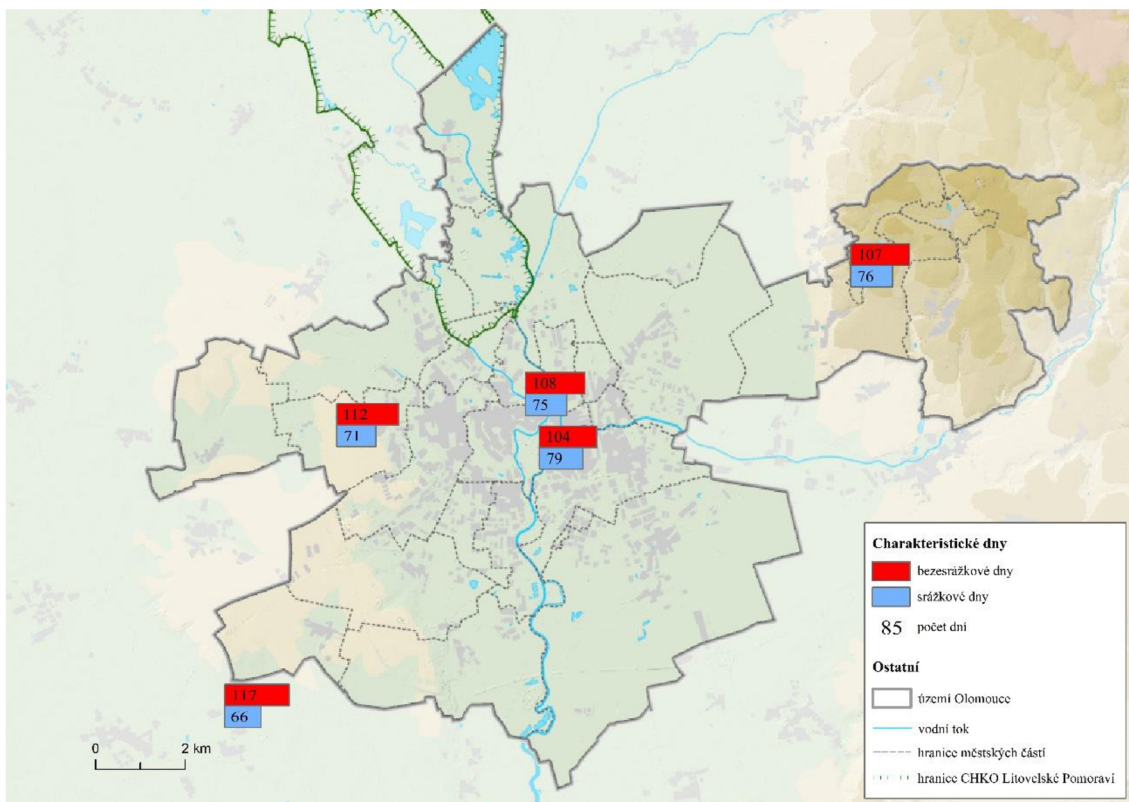 107
76
108
75
112
71
104
79
117
66
0 2 km
Charakteristické dny
bezesrážkové dny
srážkové dny
85 počet dní
Ostatní
území Olomouce
vodní tok
hranice městských částí
hranice CHKO Litovelské Pomoraví